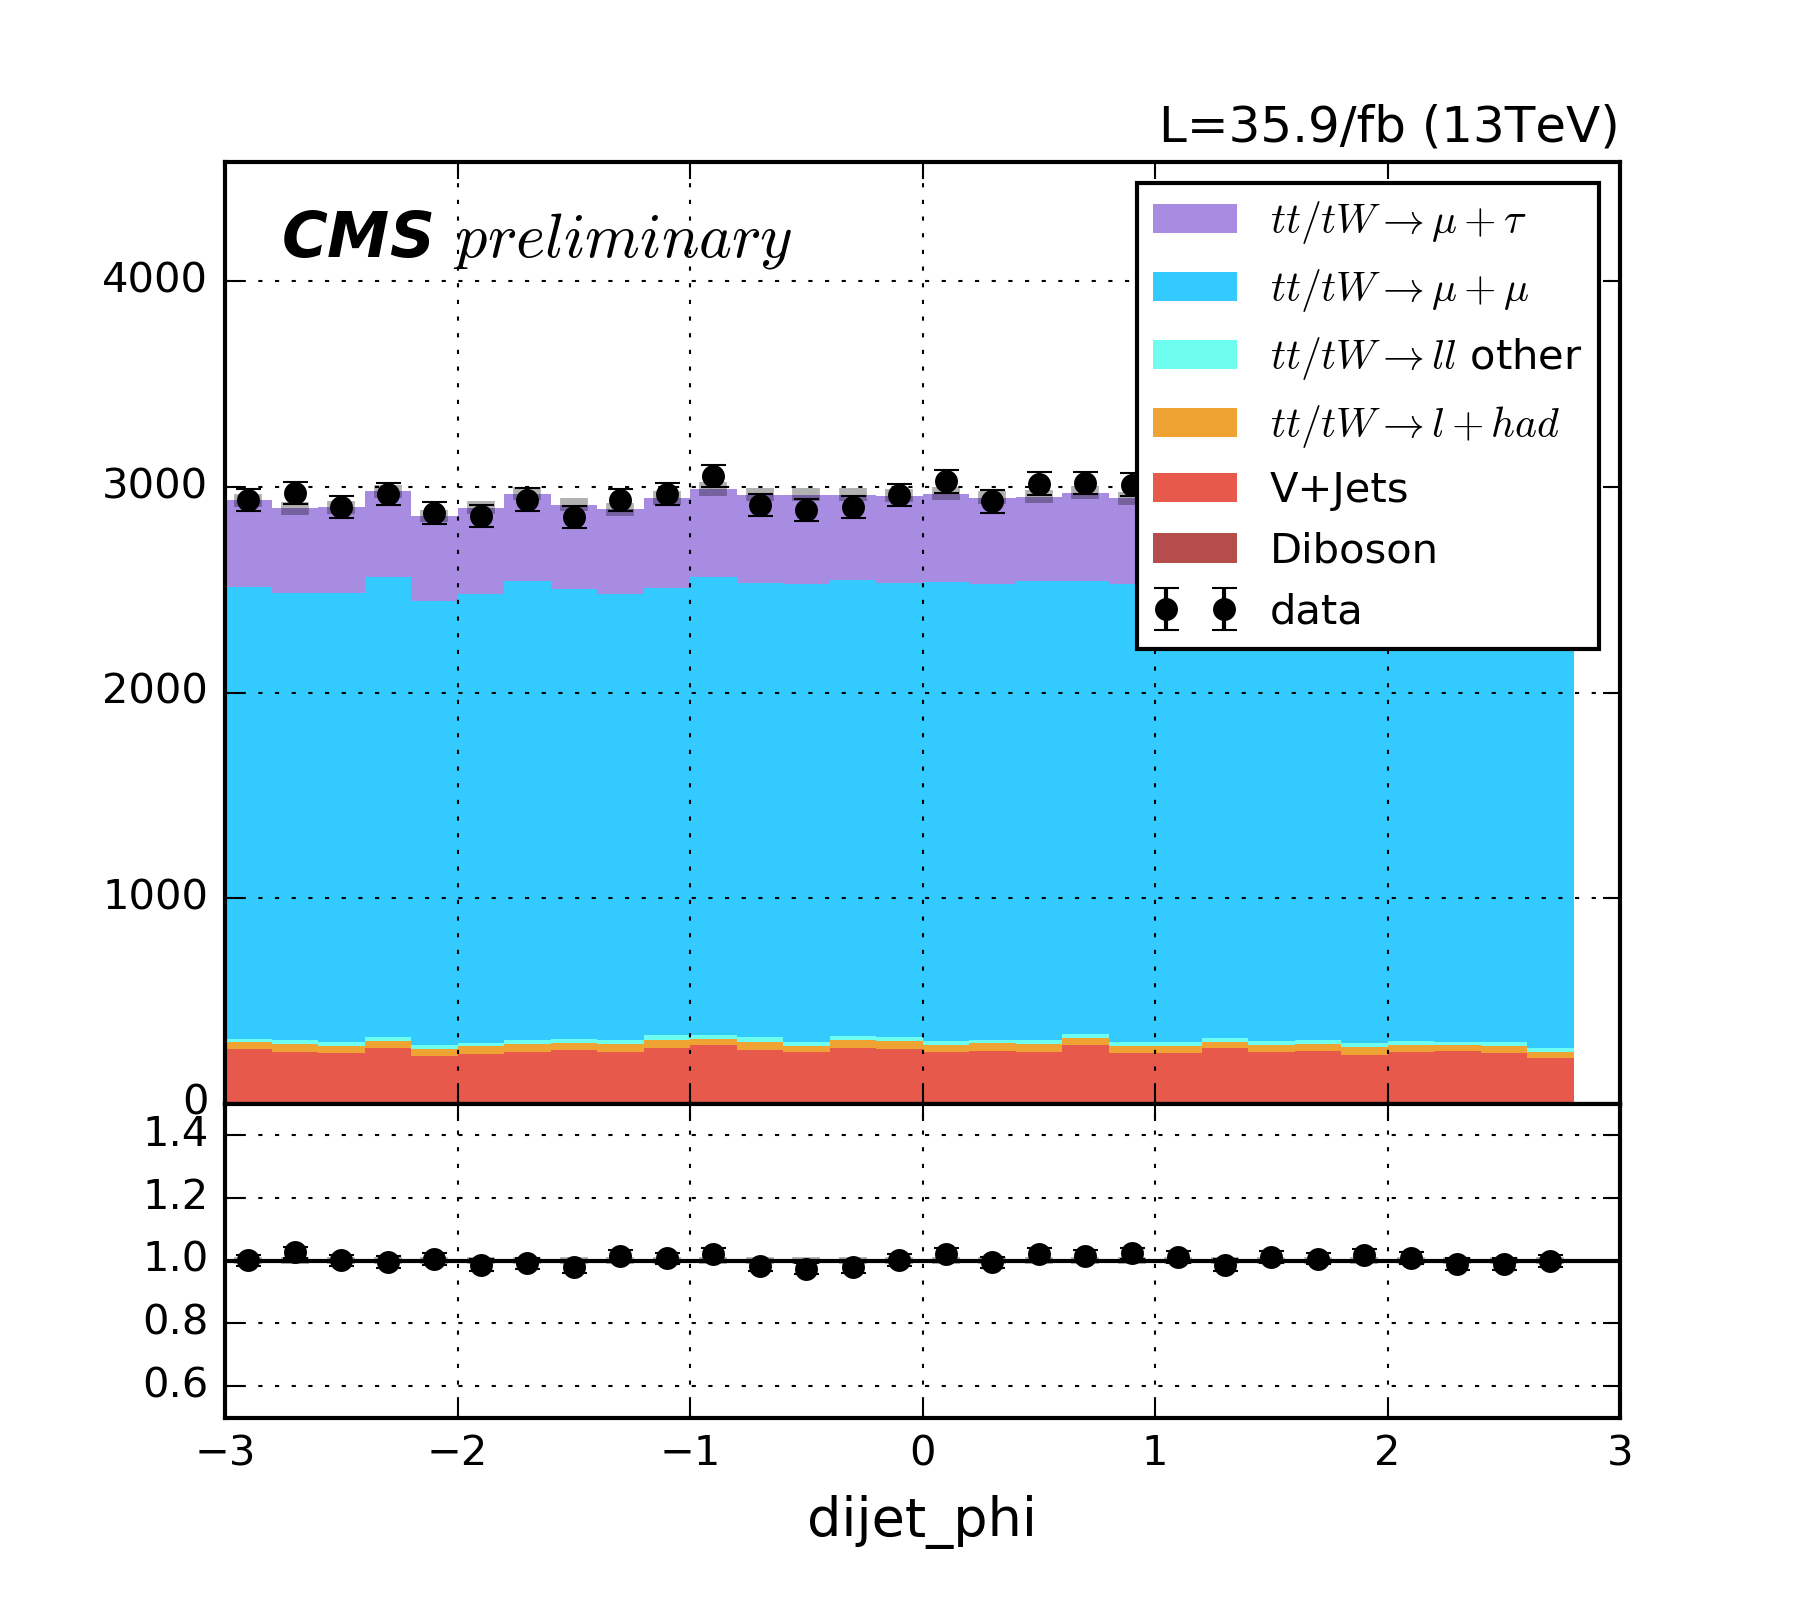 L=35.9/fb (13TeV)
CMS preliminary
tt/tW→μ+τ
tt/tW→μ+μ
tt/tW→ll other
tt/tW→l+had
V+Jets
Diboson
data
4000
3000
2000
1000
0
1.4
1.2
1.0
0.8
0.6
−3 −2 −1 0 1 2 3
dijet_phi